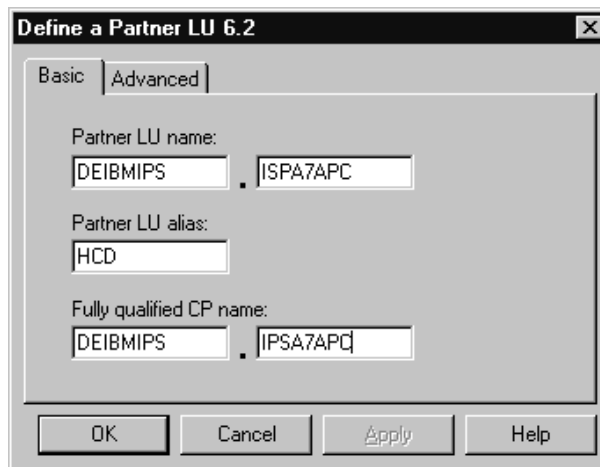 Define a Partner LU 6.2
Basic Advanced
Partner LU name:
DEIBMIPS . ISPA7APC
Partner LU alias:
HCD
Fully qualified CP name:
DEIBMIPS . IPSA7APC
OK Cancel Apply Help